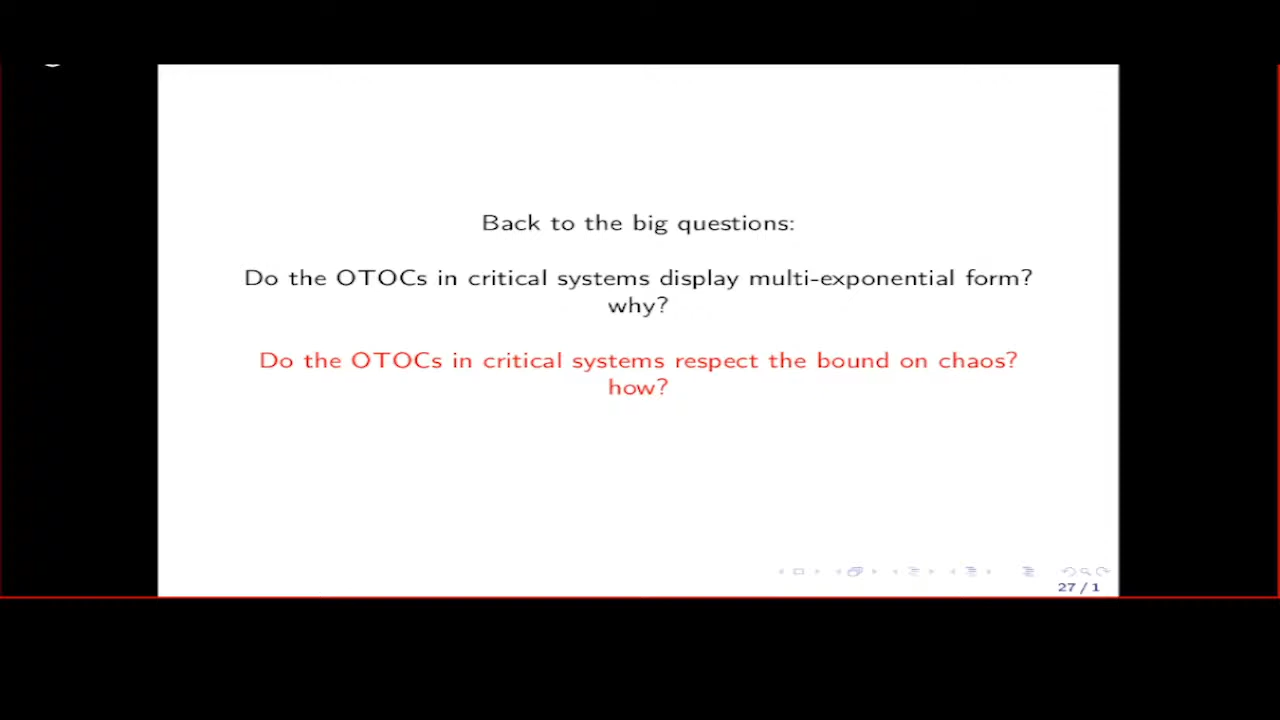 Back to the big questions:
Do the OTOCs in critical systems display multi-exponential form?
why?
Do the OTOCs in critical systems respect the bound on chaos?
how?
27 / 1